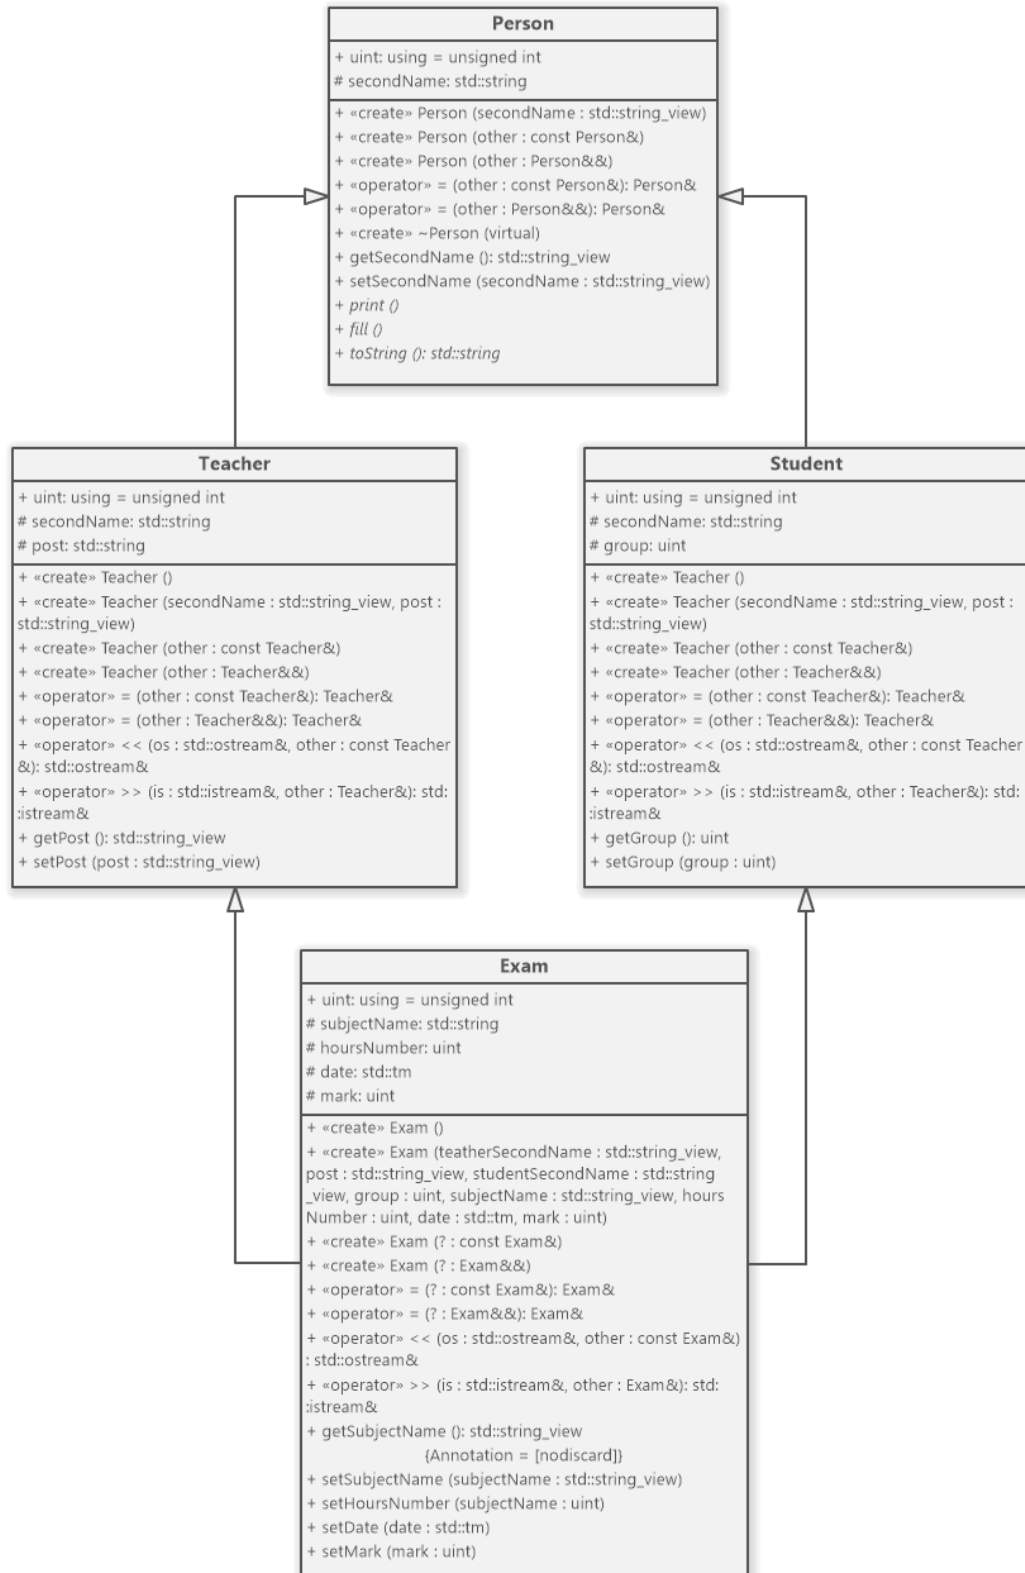 Person
+ uint: using = unsigned int
# secondName: std::string
+ «create» Person (secondName : std::string_view)
+ «create» Person (other : const Person&)
+ «create» Person (other : Person&&)
+ «operator» = (other : const Person&): Person&
+ «operator» = (other : Person&&): Person&
+ «create» ~Person (virtual)
+ getSecondName (): std::string_view
+ setSecondName (secondName : std::string_view)
+ print ()
+ fill ()
+ toString (): std::string
Teacher
+ uint: using = unsigned int
# secondName: std::string
# post: std::string
+ «create» Teacher ()
+ «create» Teacher (secondName : std::string_view, post :
std::string_view)
+ «create» Teacher (other : const Teacher&)
+ «create» Teacher (other : Teacher&&)
+ «operator» = (other : const Teacher&): Teacher&
+ «operator» = (other : Teacher&&): Teacher&
+ «operator» << (os : std::ostream&, other : const Teacher
&): std::ostream&
+ «operator» >> (is : std::istream&, other : Teacher&): std:
:istream&
+ getPost (): std::string_view
+ setPost (post : std::string_view)
Student
+ uint: using = unsigned int
# secondName: std::string
# group: uint
+ «create» Teacher ()
+ «create» Teacher (secondName : std::string_view, post :
std::string_view)
+ «create» Teacher (other : const Teacher&)
+ «create» Teacher (other : Teacher&&)
+ «operator» = (other : const Teacher&): Teacher&
+ «operator» = (other : Teacher&&): Teacher&
+ «operator» << (os : std::ostream&, other : const Teacher
&): std::ostream&
+ «operator» >> (is : std::istream&, other : Teacher&): std:
:istream&
+ getGroup (): uint
+ setGroup (group : uint)
Exam
+ uint: using = unsigned int
# subjectName: std::string
# hoursNumber: uint
# date: std::tm
# mark: uint
+ «create» Exam ()
+ «create» Exam (teatherSecondName : std::string_view,
post : std::string_view, studentSecondName : std::string
_view, group : uint, subjectName : std::string_view, hours
Number : uint, date : std::tm, mark : uint)
+ «create» Exam (? : const Exam&)
+ «create» Exam (? : Exam&&)
+ «operator» = (? : const Exam&): Exam&
+ «operator» = (? : Exam&&): Exam&
+ «operator» << (os : std::ostream&, other : const Exam&)
: std::ostream&
+ «operator» >> (is : std::istream&, other : Exam&): std:
:istream&
+ getSubjectName (): std::string_view
{Annotation = [nodiscard]}
+ setSubjectName (subjectName : std::string_view)
+ setHoursNumber (subjectName : uint)
+ setDate (date : std::tm)
+ setMark (mark : uint)